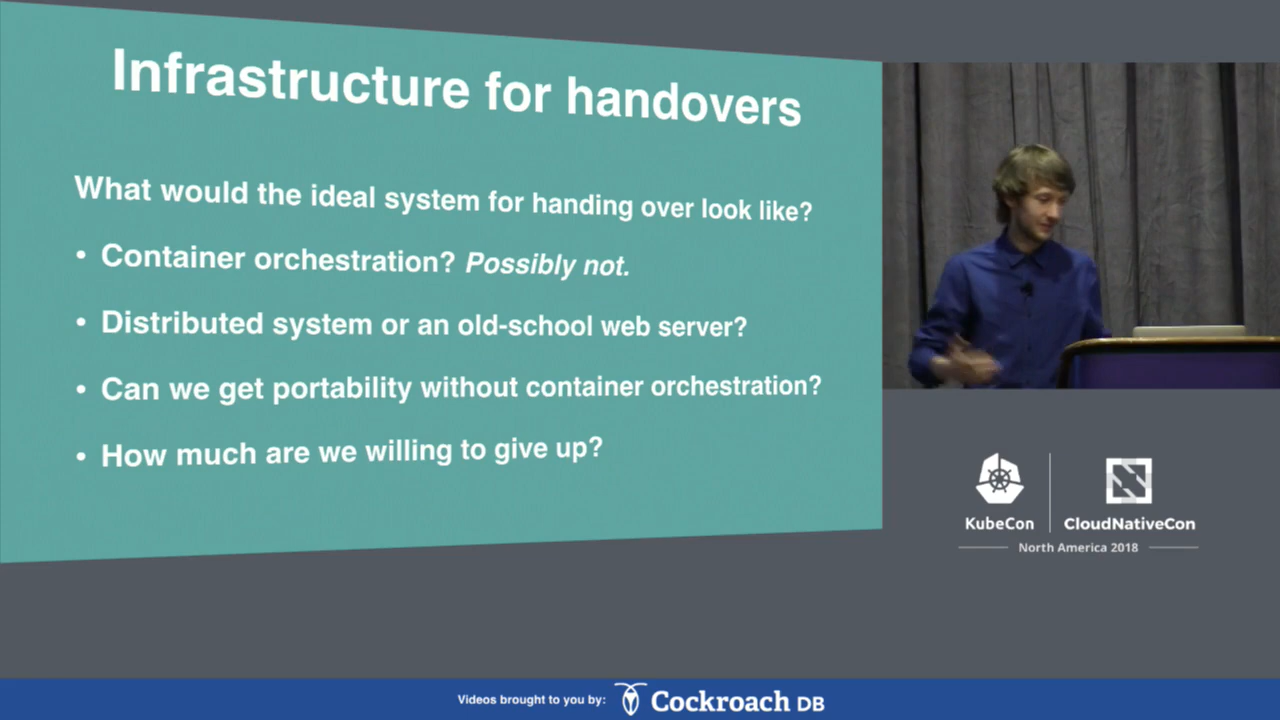 Infrastructure for handovers
What would the ideal system for handing over look like?
• Container orchestration? Possibly not.
• Distributed system or an old-school web server?
• Can we get portability without container orchestration?
• How much are we willing to give up?
KubeCon
CloudNativeCon
North America 2018
Videos brought to you by:
Cockroach DB